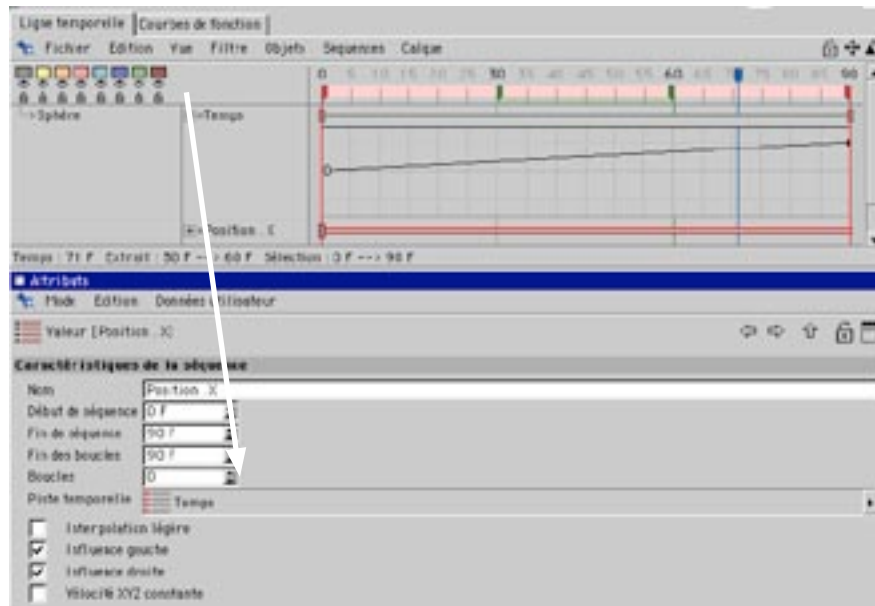 Ligne temporelle Courbes de fonction
Fichier Edition Vue Filtre Objets Séquences Calque
0 5 10 15 20 25 30 35 40 45 50 55 60 65 75 80 85 90
Sphère Temps
Position . X
Temps : 71 F Extrait : 30 F --> 60 F Sélection : 0 F --> 90 F
Attributs
Mode Edition Données utilisateur
Valeur [Position . X]
Caractéristiques de la séquence
Nom Position . X
Début de séquence 0 F
Fin de séquence 90 F
Fin des boucles 90 F
Boucles 0
Piste temporelle Temps
Interpolation légère
Influence gauche
Influence droite
Vélocité XYZ constante